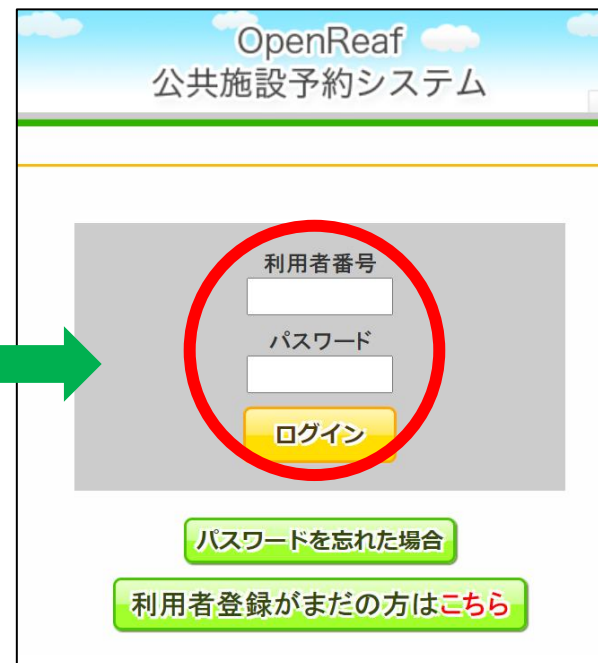 OpenReaf
公共施設予約システム
利用者番号
パスワード
ログイン
パスワードを忘れた場合
利用者登録がまだの方はこちら